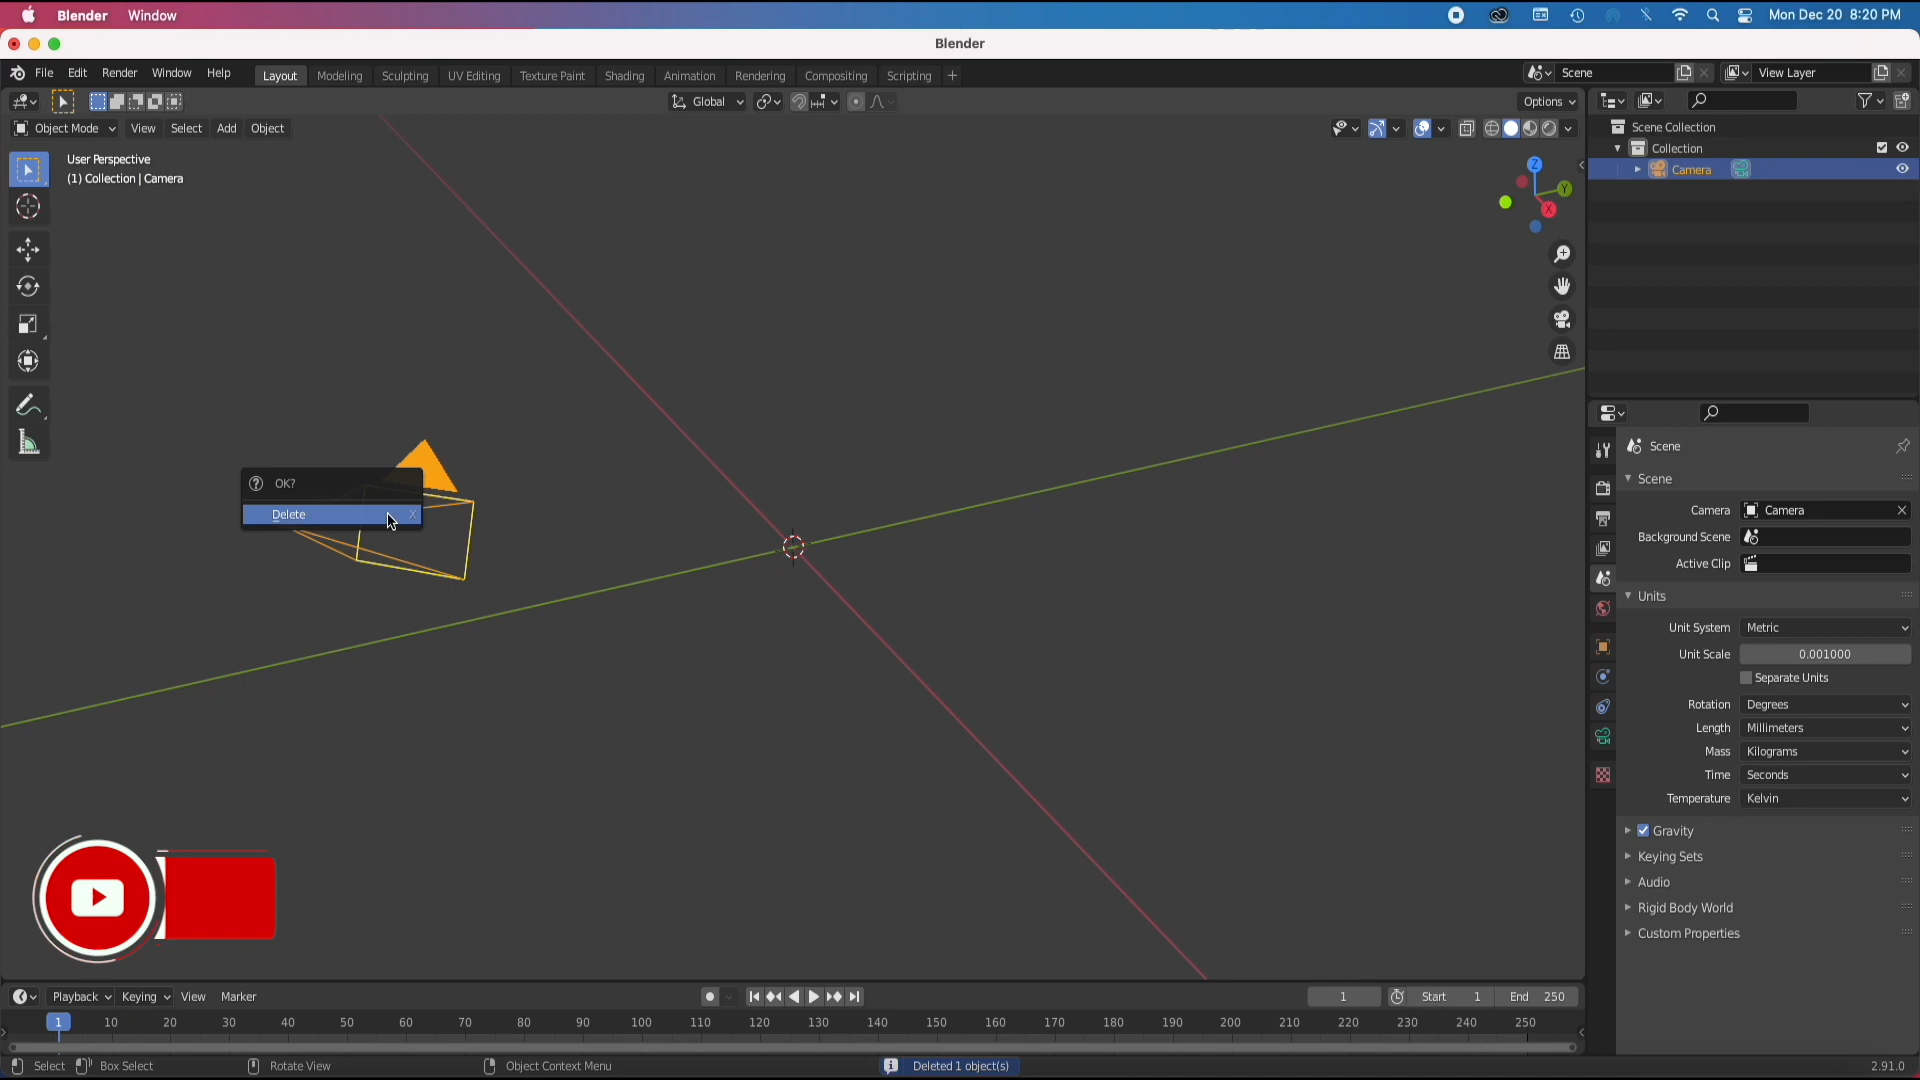 Blender Window
Mon Dec 20 8:20 PM
Blender
File Edit Render Window Help
Layout Modeling Sculpting UV Editing Texture Paint Shading Animation Rendering Compositing Scripting +
Scene
View Layer
Global
Options
Object Mode View Select Add Object
User Perspective
(1) Collection | Camera
Z
Y
X
OK?
Delete X
Scene Collection
Collection
Camera
Scene
Scene
Camera Camera
Background Scene
Active Clip
Units
Unit System Metric
Unit Scale 0.001000
Separate Units
Rotation Degrees
Length Millimeters
Mass Kilograms
Time Seconds
Temperature Kelvin
Gravity
Keying Sets
Audio
Rigid Body World
Custom Properties
Playback Keying View Marker
1 Start 1 End 250
1 10 20 30 40 50 60 70 80 90 100 110 120 130 140 150 160 170 180 190 200 210 220 230 240 250
Select Box Select Rotate View Object Context Menu Deleted 1 object(s) 2.91.0